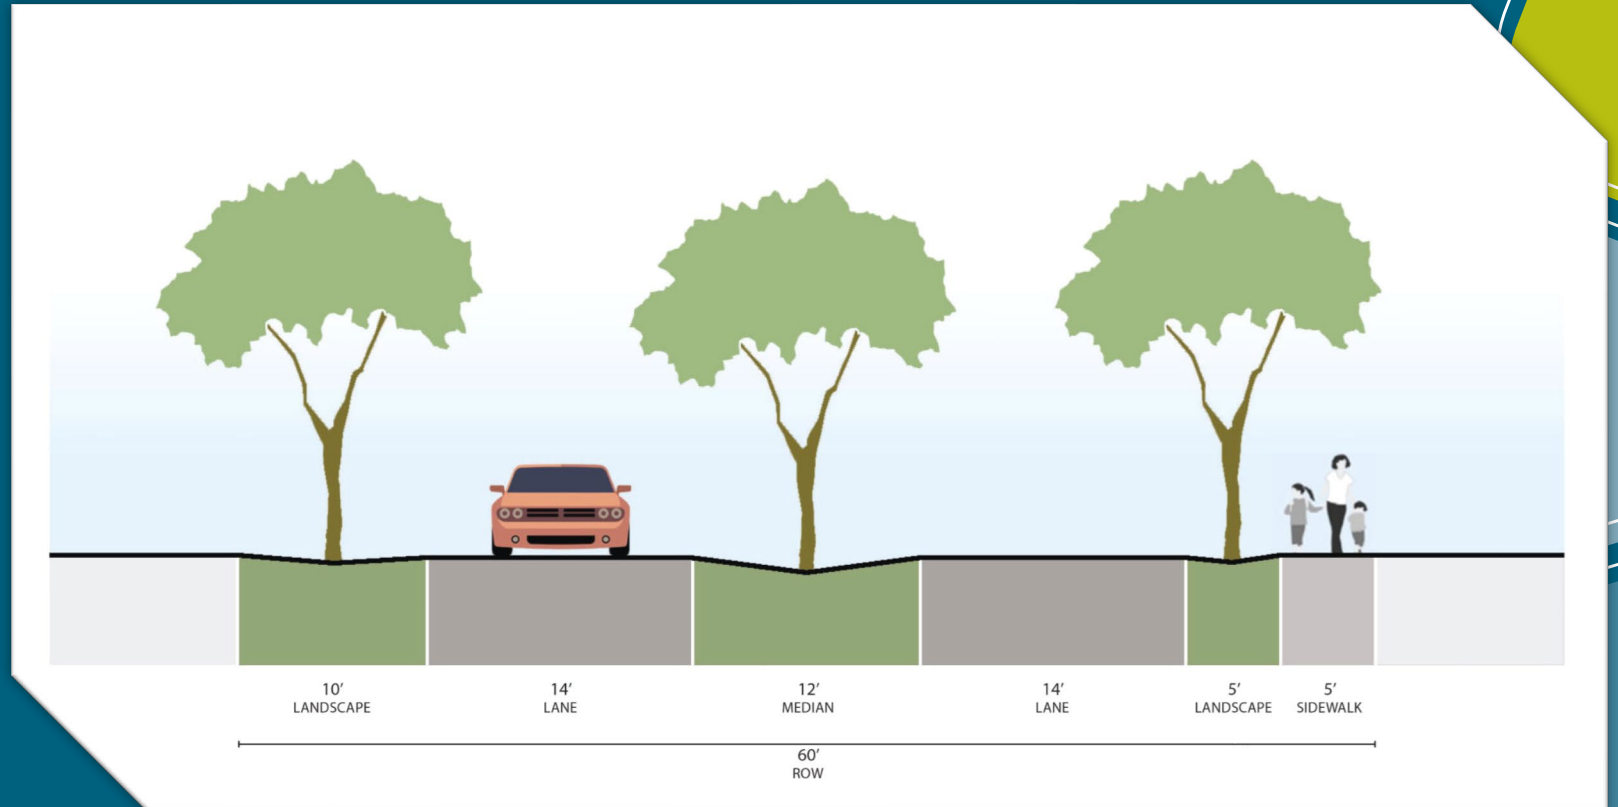 10′
LANDSCAPE
14′
LANE
12′
MEDIAN
14′
LANE
5′
LANDSCAPE
5′
SIDEWALK
60′
ROW